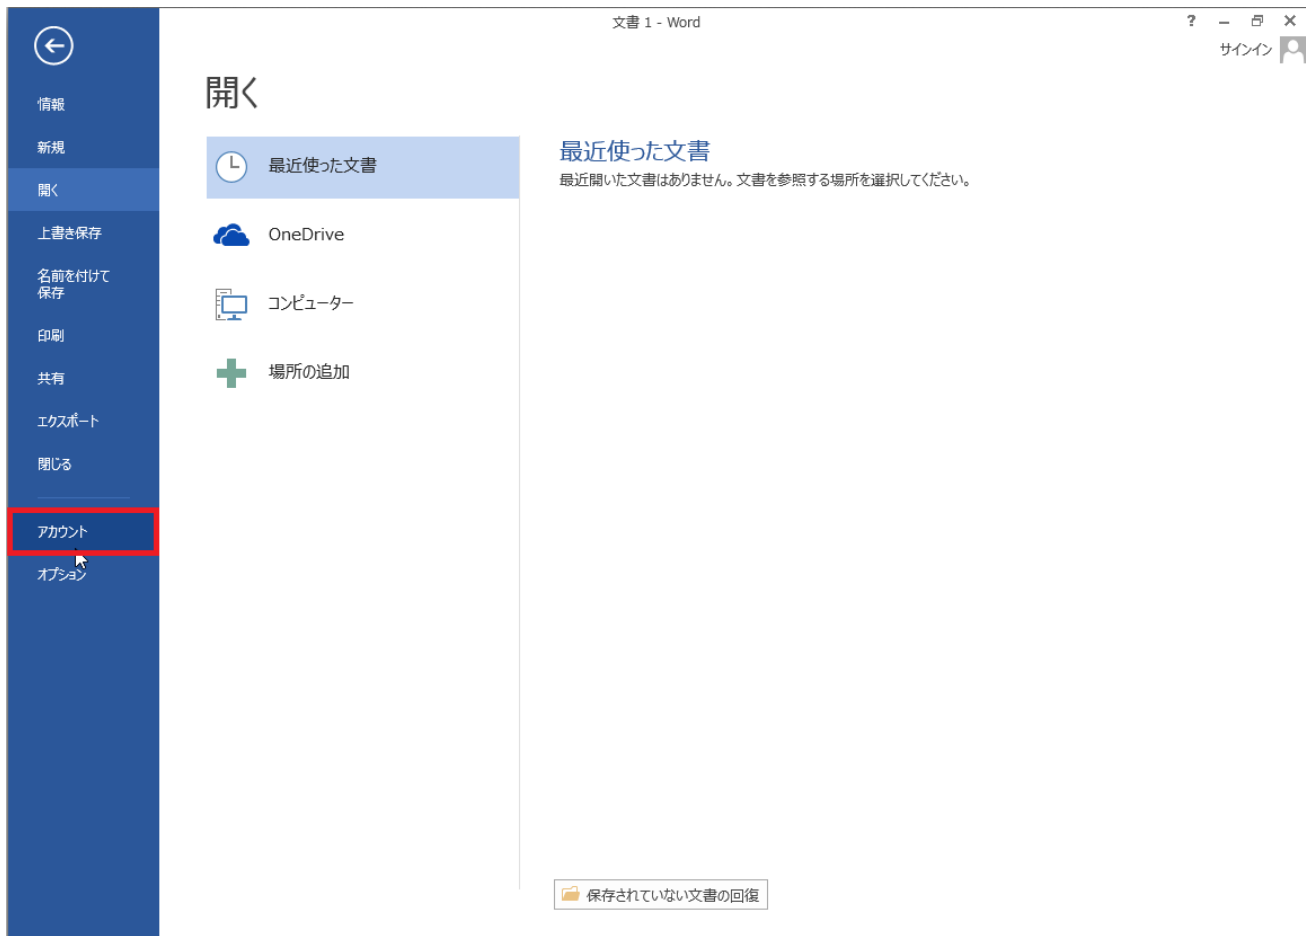 文書 1 - Word
?
サインイン
情報
新規
開く
上書き保存
名前を付けて
保存
印刷
共有
エクスポート
閉じる
アカウント
オプション
開く
最近使った文書
OneDrive
コンピューター
場所の追加
最近使った文書
最近開いた文書はありません。文書を参照する場所を選択してください。
保存されていない文書の回復